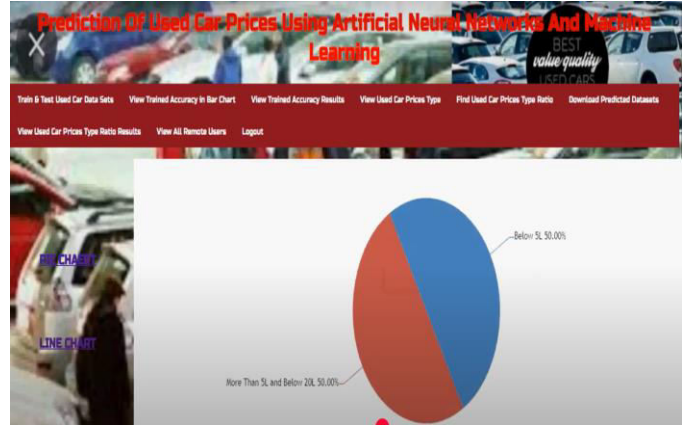 Prediction Of Used Car Prices Using Artificial Neural Networks And Machine
Learning
X
BEST
value quality
USED CARS
Train & Test Used Car Data Sets View Trained Accuracy in Bar Chart View Trained Accuracy Results View Used Car Prices Type Find Used Car Prices Type Ratio Download Predicted Datasets
View Used Car Prices Type Ratio Results View All Remote Users Logout
Below 5L 50.00%
PIE CHART
LINE CHART
More Than 5L and Below 20L 50.00%